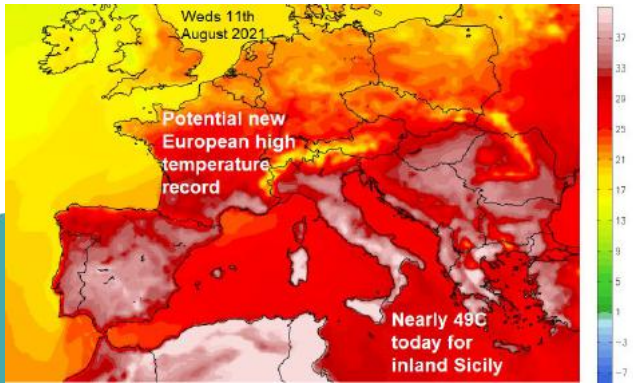 Weds 11th
August 2021
Potential new
European high
temperature
record
Nearly 49C
today for
inland Sicily
37
33
29
25
21
17
13
9
5
1
-3
-7